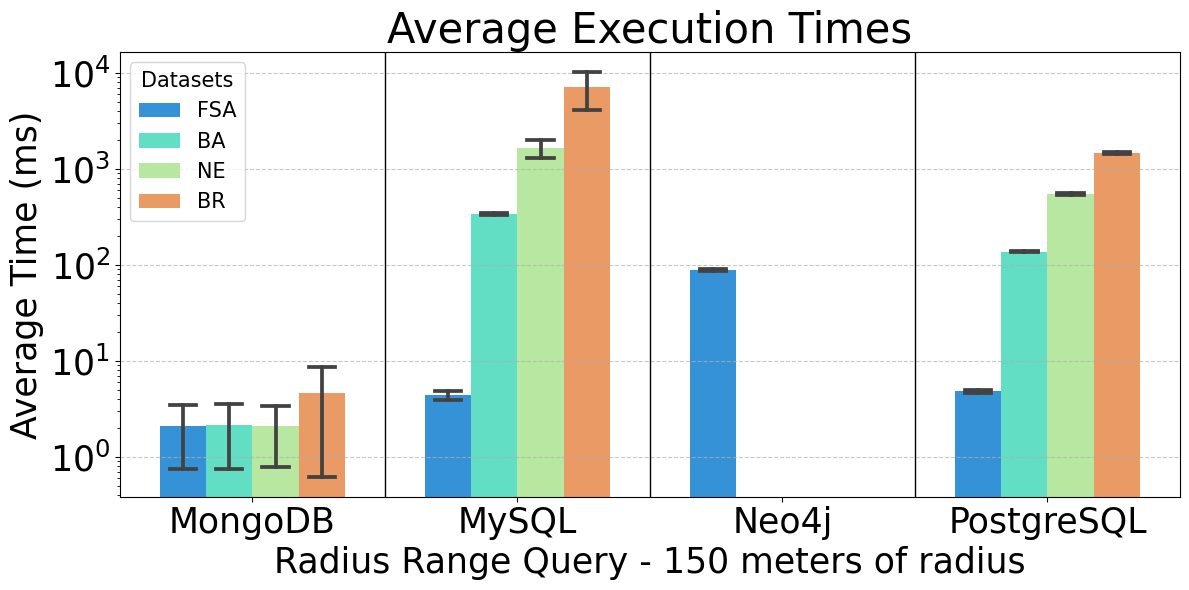 Average Execution Times
Average Time (ms)
10^4
10^3
10^2
10^1
10^0
Datasets
FSA
BA
NE
BR
MongoDB
MySQL
Neo4j
PostgreSQL
Radius Range Query - 150 meters of radius